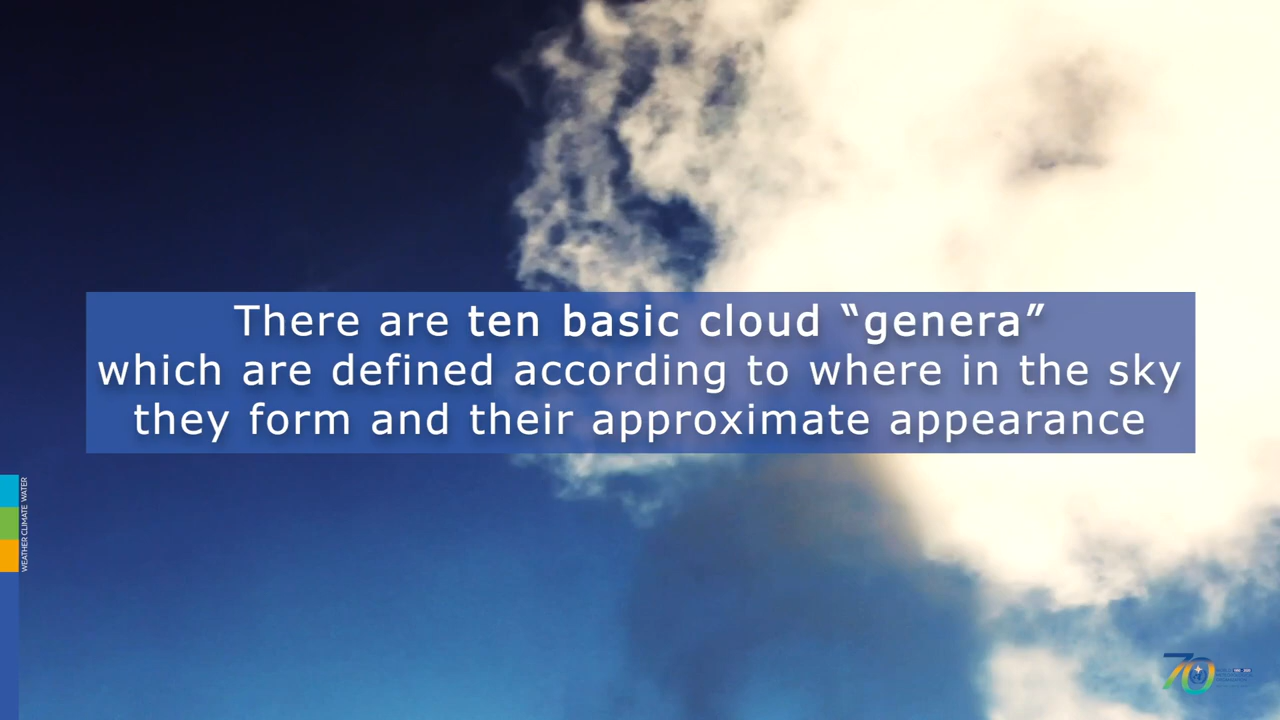 There are ten basic cloud “genera”
which are defined according to where in the sky
they form and their approximate appearance
WEATHER CLIMATE WATER
70